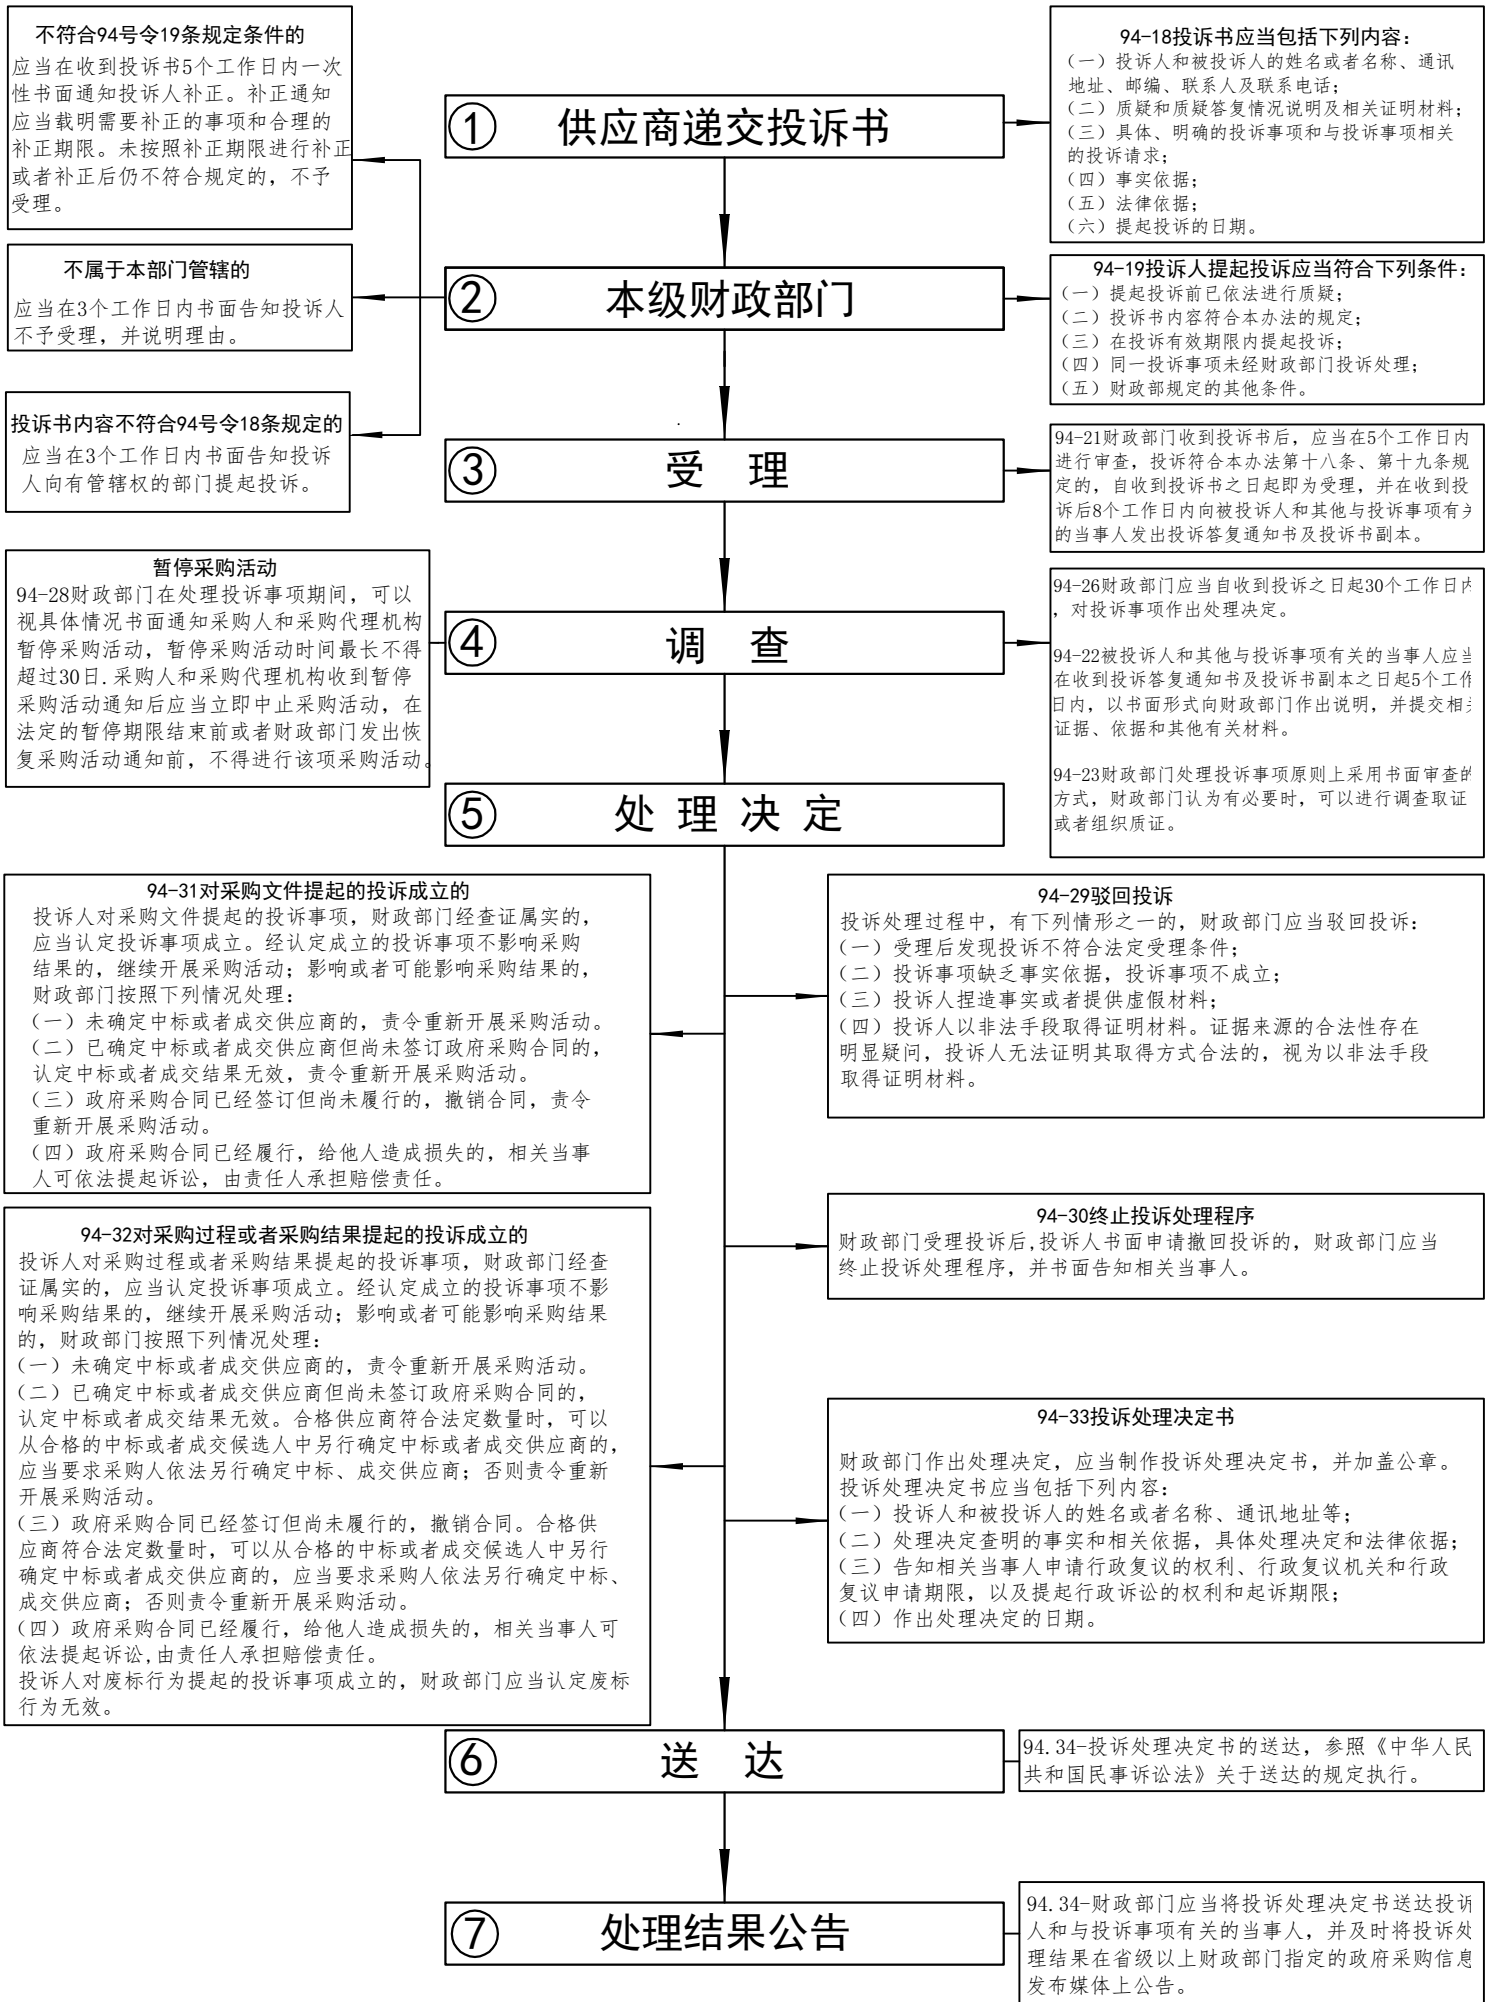 不符合94号令19条规定条件的
应当在收到投诉书5个工作日内一次
性书面通知投诉人补正。补正通知
应当载明需要补正的事项和合理的
补正期限。未按照补正期限进行补正
或者补正后仍不符合规定的，不予
受理。
不属于本部门管辖的
应当在3个工作日内书面告知投诉人
不予受理，并说明理由。
投诉书内容不符合94号令18条规定的
应当在3个工作日内书面告知投诉
人向有管辖权的部门提起投诉。
① 供应商递交投诉书
94-18投诉书应当包括下列内容：
（一）投诉人和被投诉人的姓名或者名称、通讯
地址、邮编、联系人及联系电话；
（二）质疑和质疑答复情况说明及相关证明材料；
（三）具体、明确的投诉事项和与投诉事项相关
的投诉请求；
（四）事实依据；
（五）法律依据；
（六）提起投诉的日期。
② 本级财政部门
94-19投诉人提起投诉应当符合下列条件：
（一）提起投诉前已依法进行质疑；
（二）投诉书内容符合本办法的规定；
（三）在投诉有效期限内提起投诉；
（四）同一投诉事项未经财政部门投诉处理；
（五）财政部规定的其他条件。
③ 受 理
94-21财政部门收到投诉书后，应当在5个工作日内
进行审查，投诉符合本办法第十八条、第十九条规
定的，自收到投诉书之日起即为受理，并在收到投
诉后8个工作日内向被投诉人和其他与投诉事项有关
的当事人发出投诉答复通知书及投诉书副本。
暂停采购活动
94-28财政部门在处理投诉事项期间，可以
视具体情况书面通知采购人和采购代理机构
暂停采购活动，暂停采购活动时间最长不得
超过30日.采购人和采购代理机构收到暂停
采购活动通知后应当立即中止采购活动，在
法定的暂停期限结束前或者财政部门发出恢
复采购活动通知前，不得进行该项采购活动。
④ 调 查
94-26财政部门应当自收到投诉之日起30个工作日内
，对投诉事项作出处理决定。
94-22被投诉人和其他与投诉事项有关的当事人应当
在收到投诉答复通知书及投诉书副本之日起5个工作
日内，以书面形式向财政部门作出说明，并提交相关
证据、依据和其他有关材料。
94-23财政部门处理投诉事项原则上采用书面审查的
方式，财政部门认为有必要时，可以进行调查取证
或者组织质证。
⑤ 处 理 决 定
94-31对采购文件提起的投诉成立的
投诉人对采购文件提起的投诉事项，财政部门经查证属实的，
应当认定投诉事项成立。经认定成立的投诉事项不影响采购
结果的，继续开展采购活动；影响或者可能影响采购结果的，
财政部门按照下列情况处理：
（一）未确定中标或者成交供应商的，责令重新开展采购活动。
（二）已确定中标或者成交供应商但尚未签订政府采购合同的，
认定中标或者成交结果无效，责令重新开展采购活动。
（三）政府采购合同已经签订但尚未履行的，撤销合同，责令
重新开展采购活动。
（四）政府采购合同已经履行，给他人造成损失的，相关当事
人可依法提起诉讼，由责任人承担赔偿责任。
94-29驳回投诉
投诉处理过程中，有下列情形之一的，财政部门应当驳回投诉：
（一）受理后发现投诉不符合法定受理条件；
（二）投诉事项缺乏事实依据，投诉事项不成立；
（三）投诉人捏造事实或者提供虚假材料；
（四）投诉人以非法手段取得证明材料。证据来源的合法性存在
明显疑问，投诉人无法证明其取得方式合法的，视为以非法手段
取得证明材料。
94-32对采购过程或者采购结果提起的投诉成立的
投诉人对采购过程或者采购结果提起的投诉事项，财政部门经查
证属实的，应当认定投诉事项成立。经认定成立的投诉事项不影
响采购结果的，继续开展采购活动；影响或者可能影响采购结果
的，财政部门按照下列情况处理：
（一）未确定中标或者成交供应商的，责令重新开展采购活动。
（二）已确定中标或者成交供应商但尚未签订政府采购合同的，
认定中标或者成交结果无效。合格供应商符合法定数量时，可以
从合格的中标或者成交候选人中另行确定中标或者成交供应商的，
应当要求采购人依法另行确定中标、成交供应商；否则责令重新
开展采购活动。
（三）政府采购合同已经签订但尚未履行的，撤销合同。合格供
应商符合法定数量时，可以从合格的中标或者成交候选人中另行
确定中标或者成交供应商的，应当要求采购人依法另行确定中标、
成交供应商；否则责令重新开展采购活动。
（四）政府采购合同已经履行，给他人造成损失的，相关当事人可
依法提起诉讼,由责任人承担赔偿责任。
投诉人对废标行为提起的投诉事项成立的，财政部门应当认定废标
行为无效。
94-30终止投诉处理程序
财政部门受理投诉后,投诉人书面申请撤回投诉的，财政部门应当
终止投诉处理程序，并书面告知相关当事人。
94-33投诉处理决定书
财政部门作出处理决定，应当制作投诉处理决定书，并加盖公章。
投诉处理决定书应当包括下列内容：
（一）投诉人和被投诉人的姓名或者名称、通讯地址等；
（二）处理决定查明的事实和相关依据，具体处理决定和法律依据；
（三）告知相关当事人申请行政复议的权利、行政复议机关和行政
复议申请期限，以及提起行政诉讼的权利和起诉期限；
（四）作出处理决定的日期。
⑥ 送 达
94.34-投诉处理决定书的送达，参照《中华人民
共和国民事诉讼法》关于送达的规定执行。
⑦ 处理结果公告
94.34-财政部门应当将投诉处理决定书送达投诉
人和与投诉事项有关的当事人，并及时将投诉处
理结果在省级以上财政部门指定的政府采购信息
发布媒体上公告。